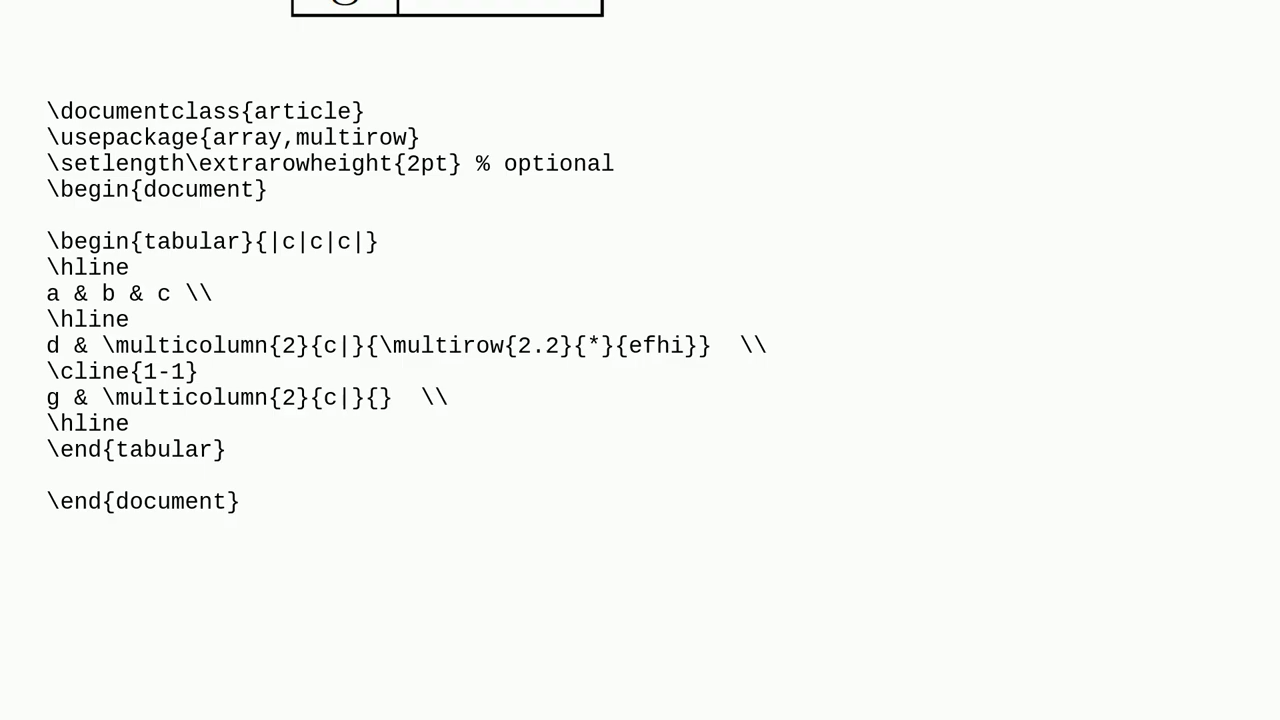 \documentclass{article}
\usepackage{array,multirow}
\setlength\extrarowheight{2pt} % optional
\begin{document}

\begin{tabular}{|c|c|c|}
\hline
a & b & c \\
\hline
d & \multicolumn{2}{c|}{\multirow{2.2}{*}{efhi}}  \\
\cline{1-1}
g & \multicolumn{2}{c|}{}  \\
\hline
\end{tabular}

\end{document}